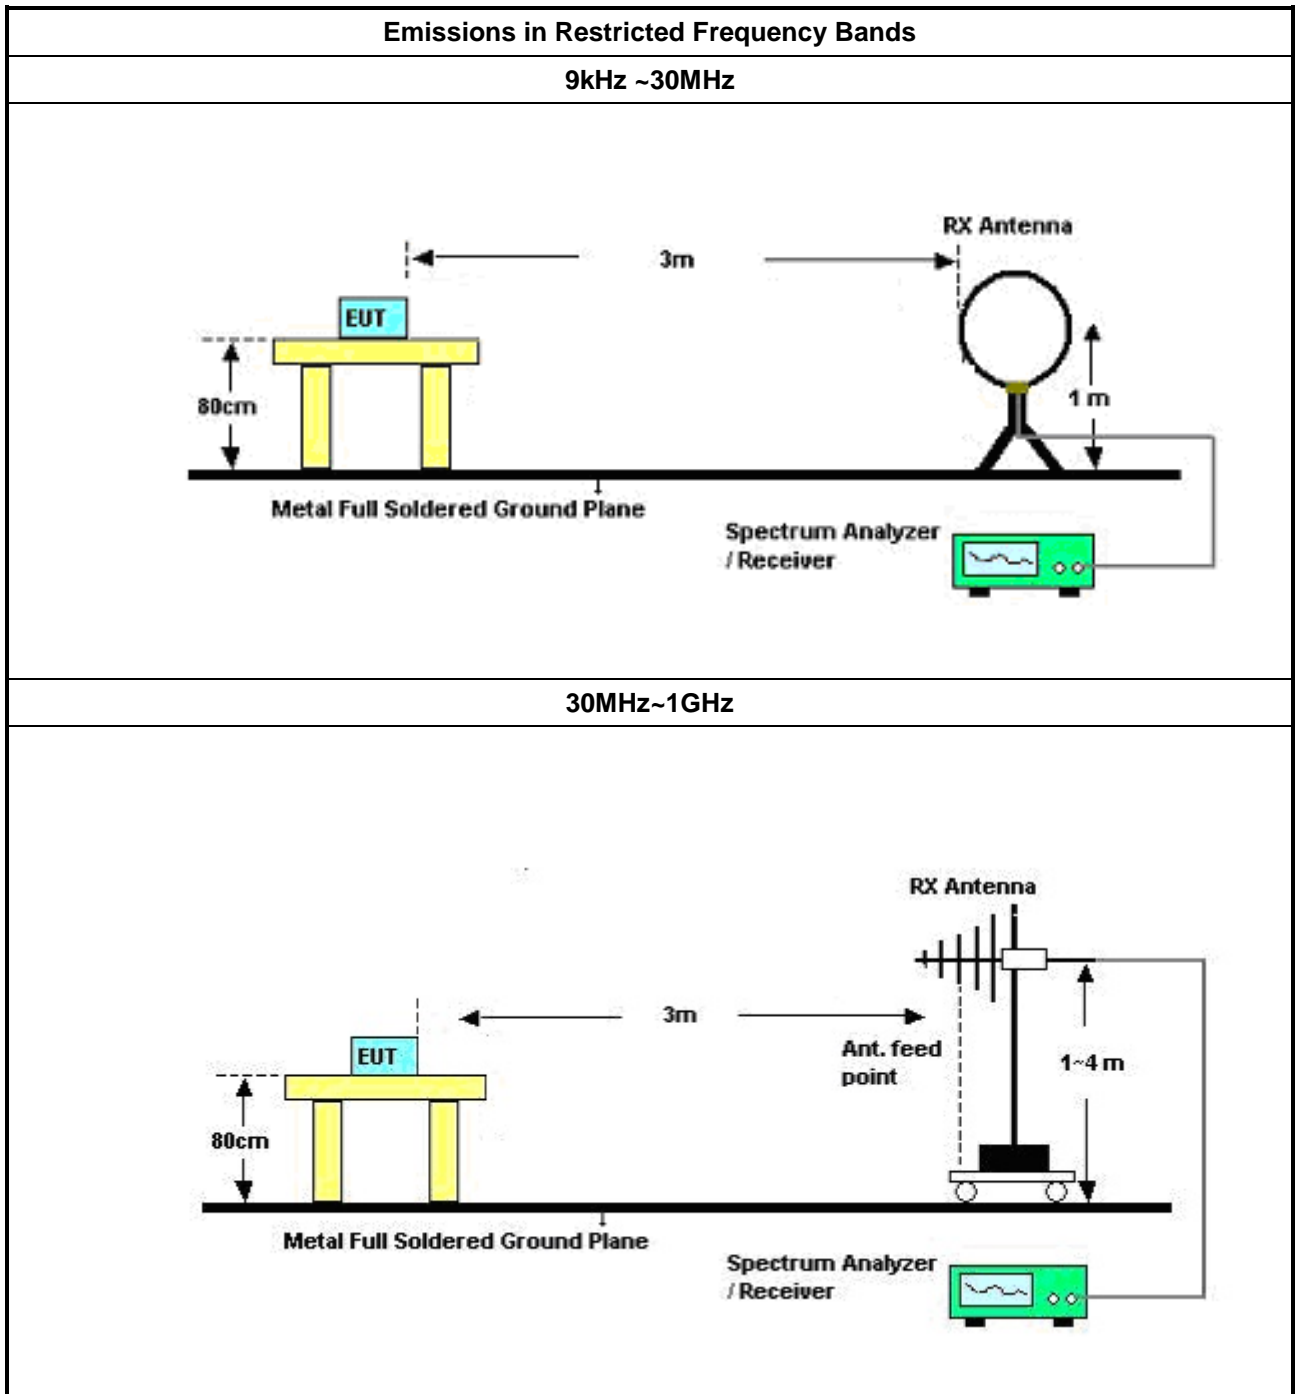 Emissions in Restricted Frequency Bands
9kHz ~30MHz
RX Antenna
3m
EUT
80cm
1 m
Metal Full Soldered Ground Plane
Spectrum Analyzer
/ Receiver
30MHz~1GHz
RX Antenna
3m
Ant. feed
point
1~4 m
EUT
80cm
Metal Full Soldered Ground Plane
Spectrum Analyzer
/ Receiver